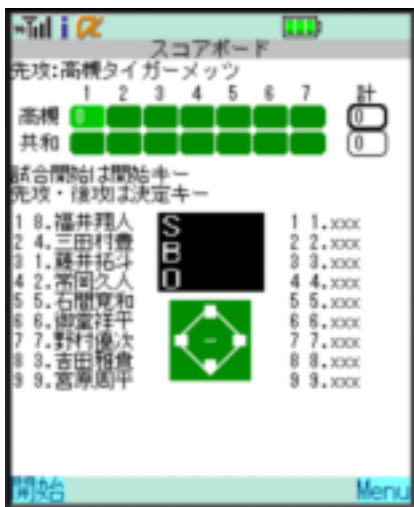 スコアボード
先攻:高槻タイガーメッツ
1 2 3 4 5 6 7 計
高槻 0 0
共和 0
試合開始は開始キー
先攻・後攻は決定キー
1 8.福井翔人 S 1 1.xxx
2 4.三田村豊 B 2 2.xxx
3 1.藤井拓斗 O 3 3.xxx
4 2.常岡久人 4 4.xxx
5 5.石間寛和 5 5.xxx
6 6.御堂祥平 6 6.xxx
7 7.野村優次 7 7.xxx
8 3.吉田雅貴 8 8.xxx
9 9.宮原周平 9 9.xxx
開始 Menu